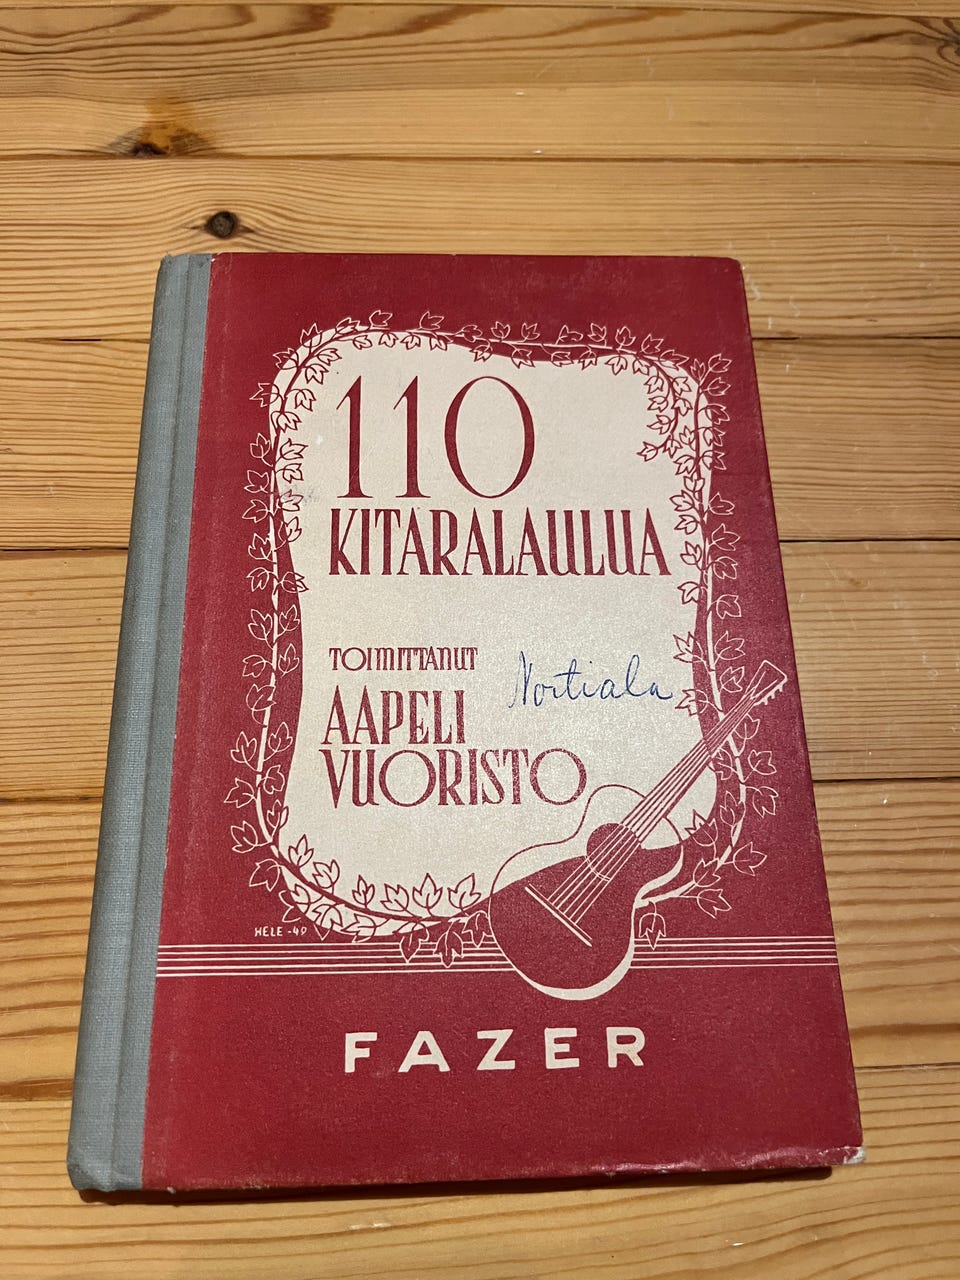 110
KITARALAULUA
TOIMITTANUT
AAPELI
VUORISTO
Nortiala
HELE -49
FAZER